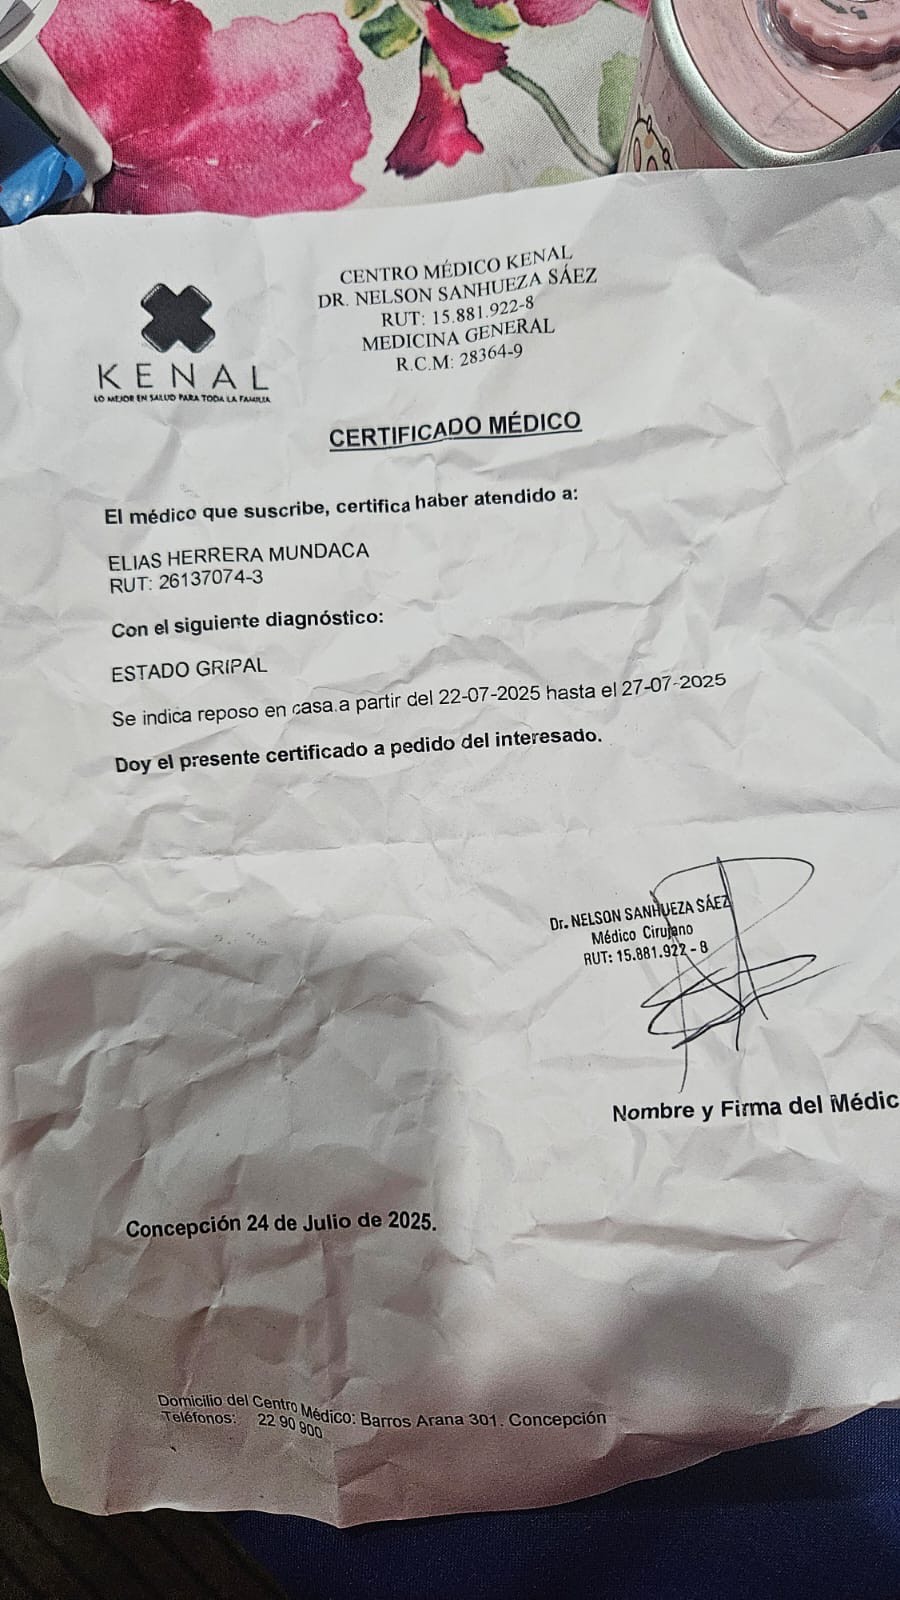 CENTRO MÉDICO KENAL
DR. NELSON SANHUEZA SÁEZ
RUT: 15.881.922-8
MEDICINA GENERAL
R.C.M: 28364-9
KENAL
LO MEJOR EN SALUD PARA TODA LA FAMILIA
CERTIFICADO MÉDICO
El médico que suscribe, certifica haber atendido a:
ELIAS HERRERA MUNDACA
RUT: 26137074-3
Con el siguiente diagnóstico:
ESTADO GRIPAL
Se indica reposo en casa.a partir del 22-07-2025 hasta el 27-07-2025
Doy el presente certificado a pedido del interesado.
Dr. NELSON SANHUEZA SÁEZ
Médico Cirujano
RUT: 15.881.922 - 8
Nombre y Firma del Médic
Concepción 24 de Julio de 2025.
Domicilio del Centro Médico: Barros Arana 301. Concepción
Teléfonos: 22 90 900